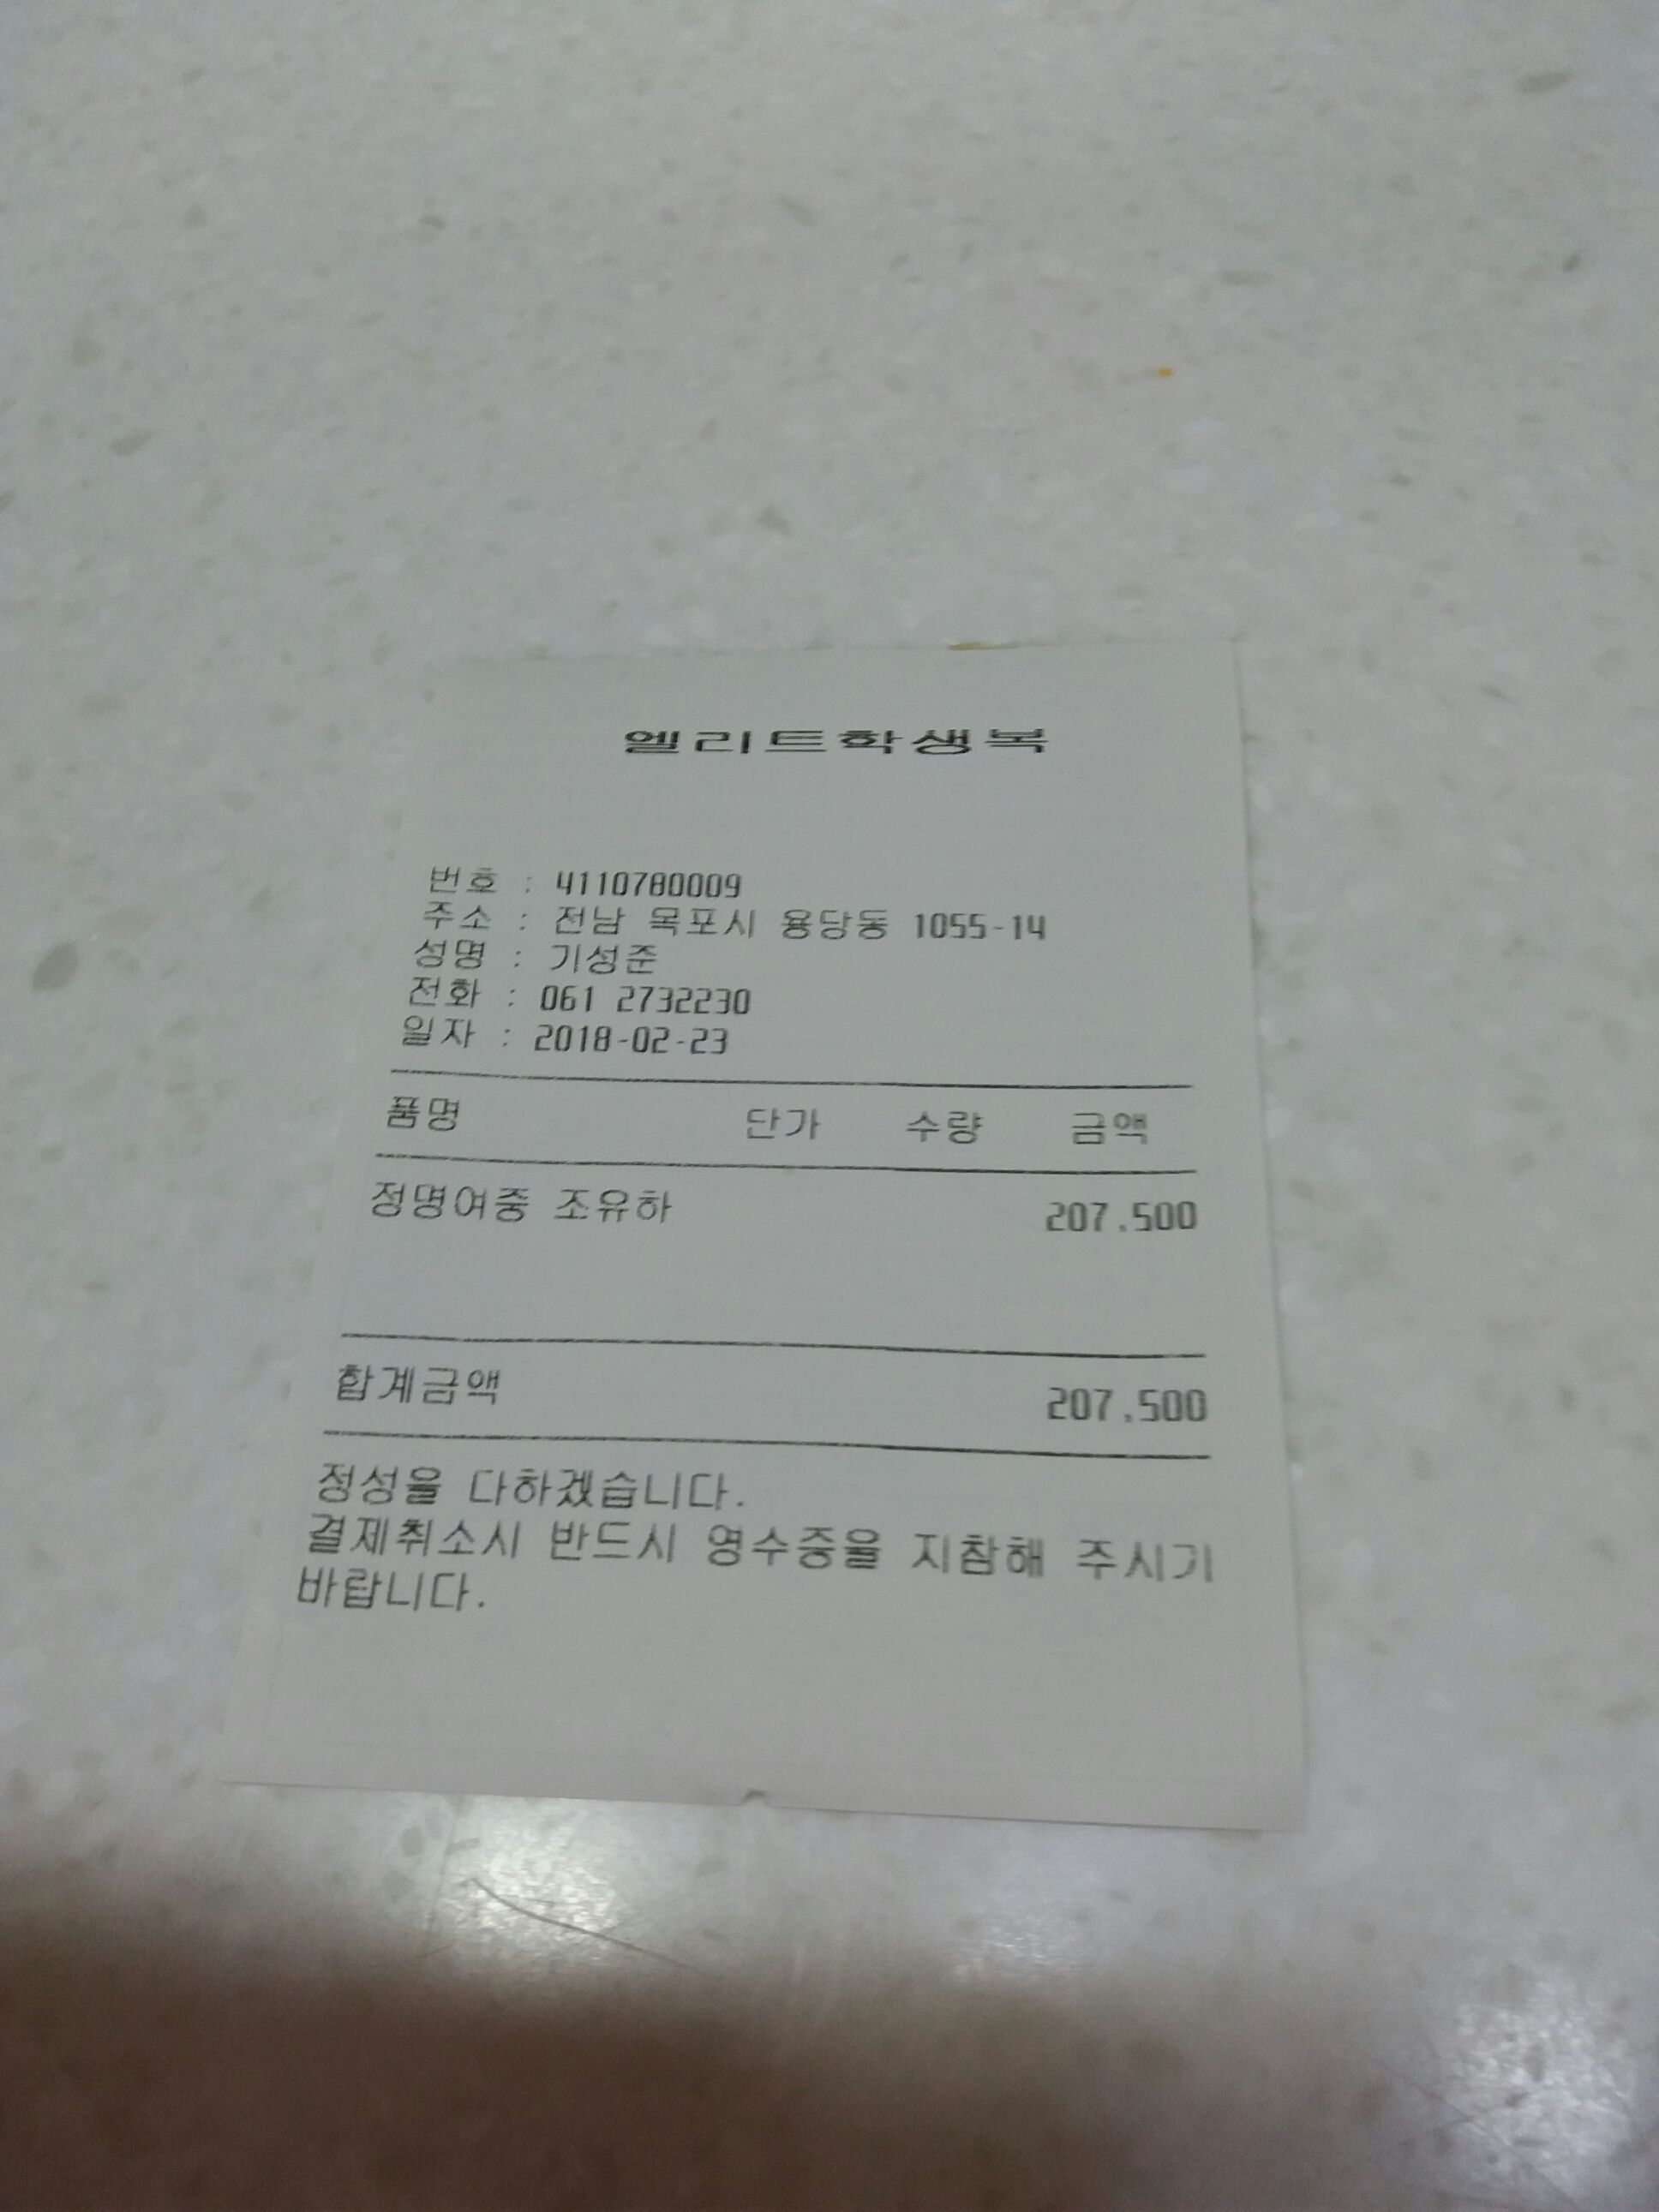 엘리트학생복
번호 : 4110780009
주소 : 전남 목포시 용당동 1055-14
성명 : 기성준
전화 : 061 2732230
일자 : 2018-02-23
품명 단가 수량 금액
정명여중 조유하 207,500
합계금액 207,500
정성을 다하겠습니다.
결제취소시 반드시 영수증을 지참해 주시기
바랍니다.